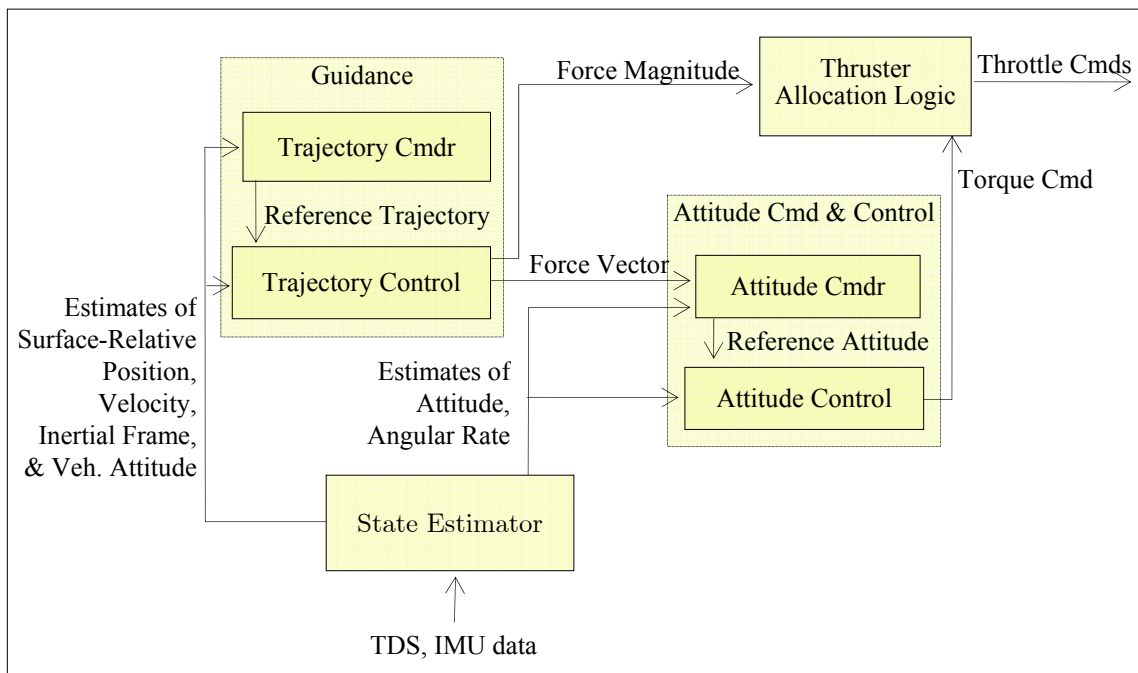 Guidance
Force Magnitude
Thruster
Allocation Logic
Throttle Cmds
Trajectory Cmdr
Reference Trajectory
Trajectory Control
Torque Cmd
Attitude Cmd & Control
Force Vector
Attitude Cmdr
Reference Attitude
Attitude Control
Estimates of
Surface-Relative
Position,
Velocity,
Inertial Frame,
& Veh. Attitude
Estimates of
Attitude,
Angular Rate
State Estimator
TDS, IMU data